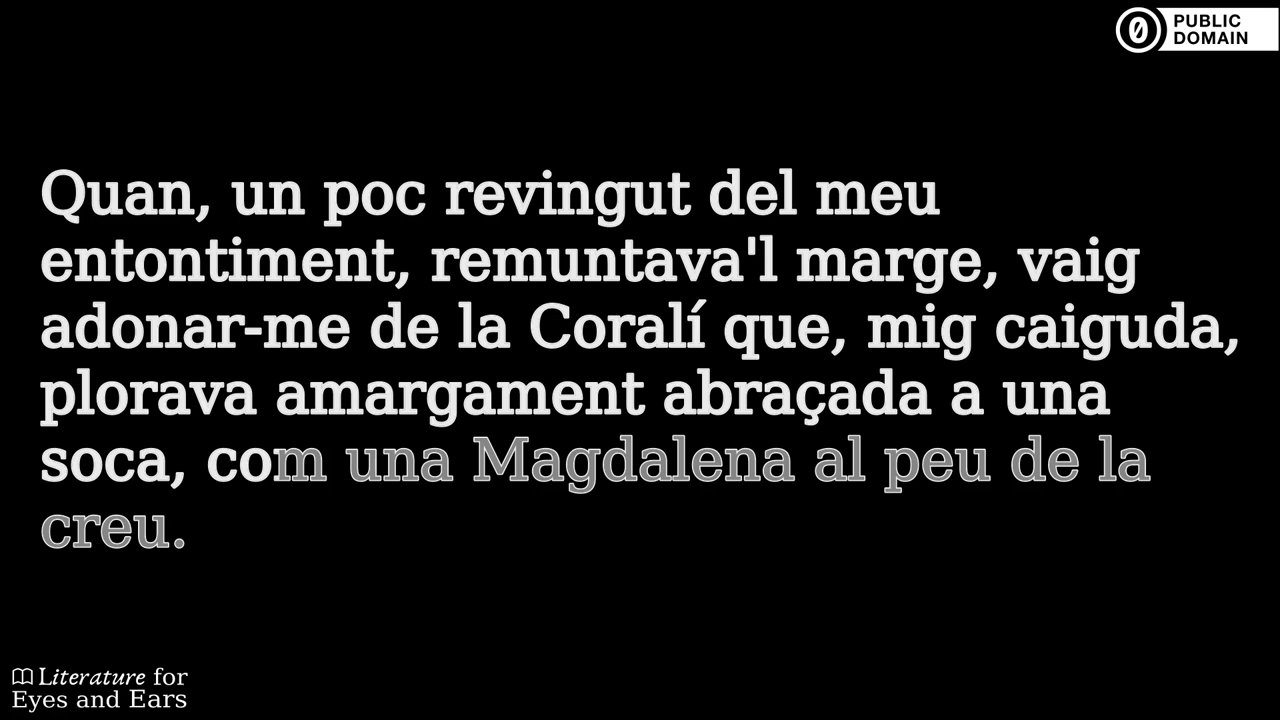 PUBLIC
DOMAIN
Quan, un poc revingut del meu
entontiment, remuntava'l marge, vaig
adonar-me de la Coralí que, mig caiguda,
plorava amargament abraçada a una
soca, com una Magdalena al peu de la
creu.
Literature for
Eyes and Ears